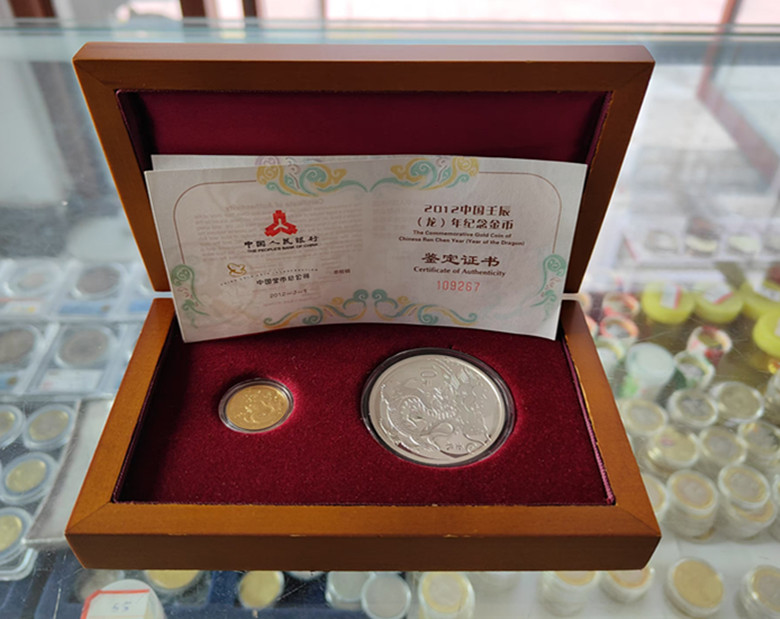 中国人民银行
THE PEOPLE'S BANK OF CHINA
中国金币总公司
2012中国壬辰
（龙）年纪念金币
The Commemorative Gold Coin of
Chinese Ren Chen Year (Year of the Dragon)
鉴定证书
Certificate of Authenticity
109267
55